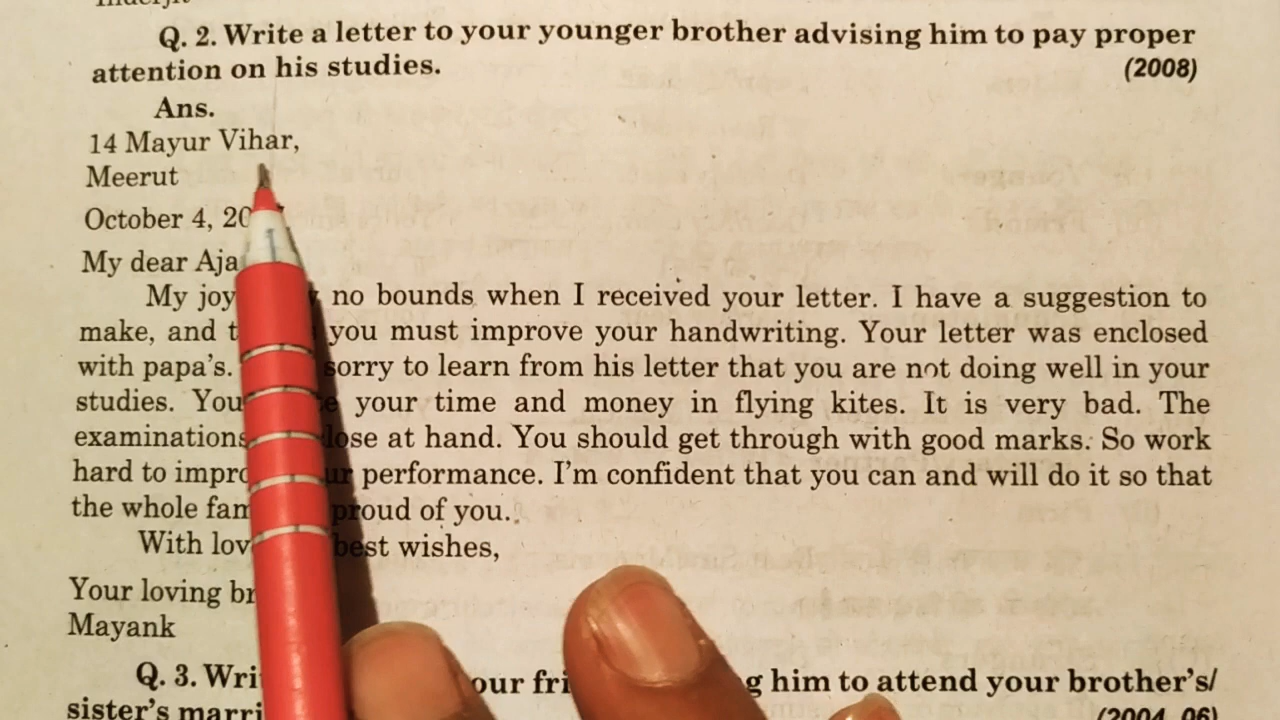 Q. 2. Write a letter to your younger brother advising him to pay proper
attention on his studies. (2008)
Ans.
14 Mayur Vihar,
Meerut
October 4, 20
My dear Aja
My joy no bounds when I received your letter. I have a suggestion to
make, and you must improve your handwriting. Your letter was enclosed
with papa's. sorry to learn from his letter that you are not doing well in your
studies. You your time and money in flying kites. It is very bad. The
examinations close at hand. You should get through with good marks. So work
hard to performance. I'm confident that you can and will do it so that
the whole proud of you.
With best wishes,
Your loving
Mayank
Q. 3. him to attend your brother's/
sister's (2004, 06)